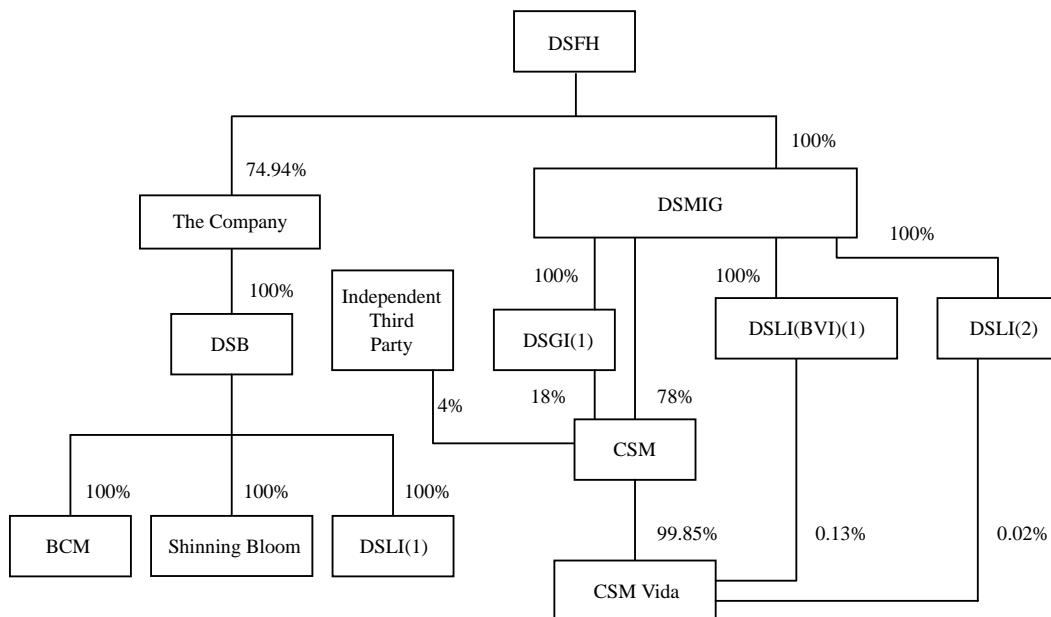 DSFH
74.94%
100%
The Company
DSMIG
100%
100%
100%
100%
Independent
Third
Party
DSB
DSGI(1)
DSLI(BVI)(1)
DSLI(2)
4%
18%
78%
CSM
100%
100%
100%
BCM
Shinning Bloom
DSLI(1)
99.85%
0.13%
0.02%
CSM Vida